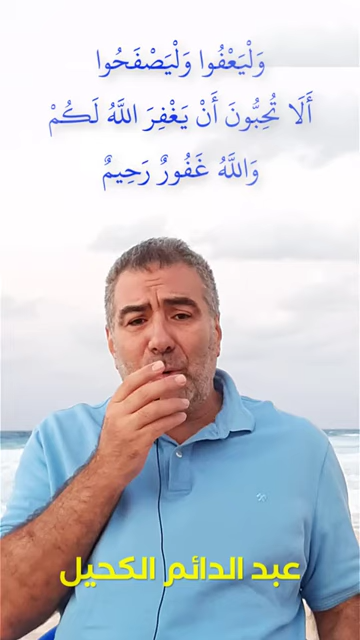 وَلْيَعْفُوا وَلْيَصْفَحُوا
أَلَا تُحِبُّونَ أَنْ يَغْفِرَ اللَّهُ لَكُمْ
وَاللَّهُ غَفُورٌ رَحِيمٌ
عبد الدائم الكحيل